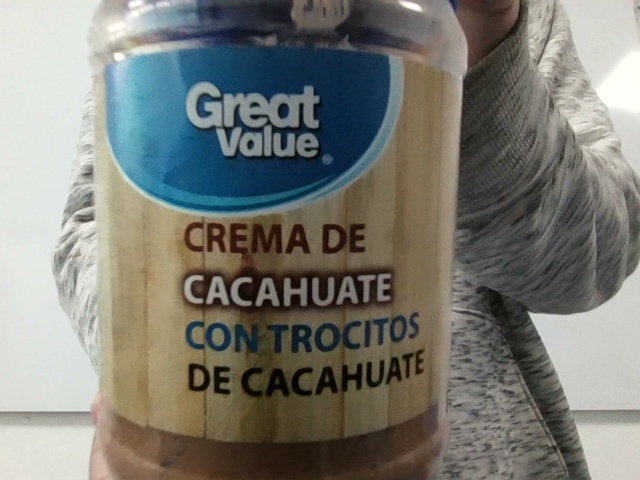 Great
Value®
CREMA DE
CACAHUATE
CON TROCITOS
DE CACAHUATE